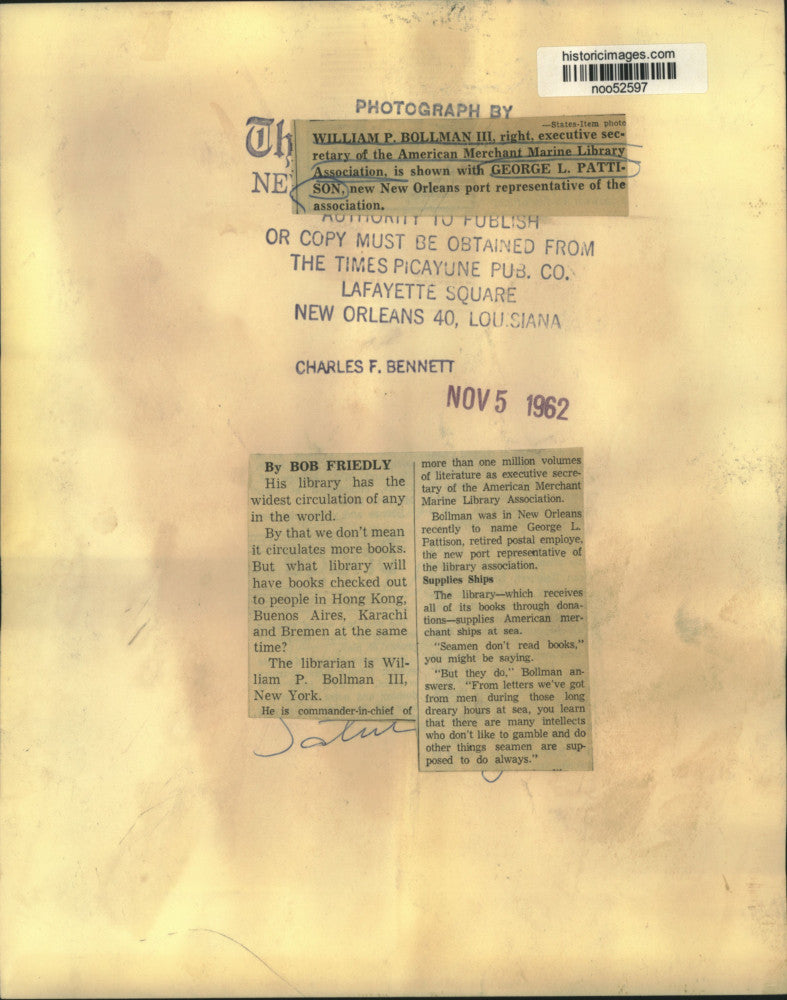 historicimages.com
noo52597
PHOTOGRAPH BY
Th
—States-Item photo
WILLIAM P. BOLLMAN III, right, executive sec-
retary of the American Merchant Marine Library
Association, is shown with GEORGE L. PATTI-
SON, new New Orleans port representative of the
association.
NE
AUTHORITY TO PUBLISH
OR COPY MUST BE OBTAINED FROM
THE TIMES PICAYUNE PUB. CO.
LAFAYETTE SQUARE
NEW ORLEANS 40, LOUISIANA
CHARLES F. BENNETT
NOV 5 1962
By BOB FRIEDLY
His library has the
widest circulation of any
in the world.
By that we don't mean
it circulates more books.
But what library will
have books checked out
to people in Hong Kong,
Buenos Aires, Karachi
and Bremen at the same
time?
The librarian is Wil-
liam P. Bollman III,
New York.
He is commander-in-chief of
more than one million volumes
of literature as executive secre-
tary of the American Merchant
Marine Library Association.
Bollman was in New Orleans
recently to name George L.
Pattison, retired postal employe,
the new port representative of
the library association.
Supplies Ships
The library—which receives
all of its books through dona-
tions—supplies American mer-
chant ships at sea.
"Seamen don't read books,"
you might be saying.
"But they do," Bollman an-
swers. "From letters we've got
from men during those long
dreary hours at sea, you learn
that there are many intellects
who don't like to gamble and do
other things seamen are sup-
posed to do always."